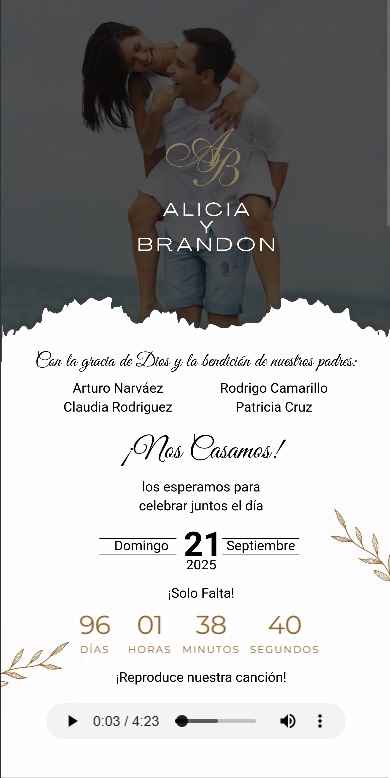 AB
ALICIA
Y
BRANDON
Con la gracia de Dios y la bendición de nuestros padres:
Arturo Narváez
Claudia Rodriguez
Rodrigo Camarillo
Patricia Cruz
¡Nos Casamos!
los esperamos para
celebrar juntos el día
Domingo 21 Septiembre
2025
¡Solo Falta!
96 01 38 40
DÍAS HORAS MINUTOS SEGUNDOS
¡Reproduce nuestra canción!
0:03 / 4:23